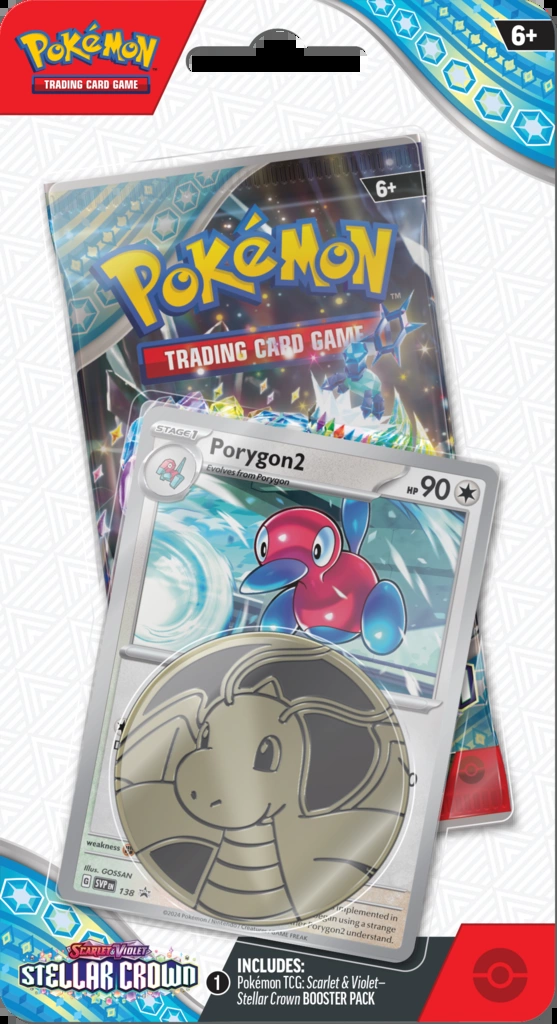 POKéMON
TRADING CARD GAME
6+
6+
POKéMON
TM
TRADING CARD GAME
STAGE 1
Porygon2
Evolves from Porygon
HP 90
weakness
Illus. GOSSAN
G SVP EN 138
©2024 Pokémon / Nintendo / Creatures / GAME FREAK
implemented in
using a strange
Porygon2 understand.
SCARLET & VIOLET
STELLAR CROWN
1
INCLUDES:
Pokémon TCG: Scarlet & Violet—
Stellar Crown BOOSTER PACK